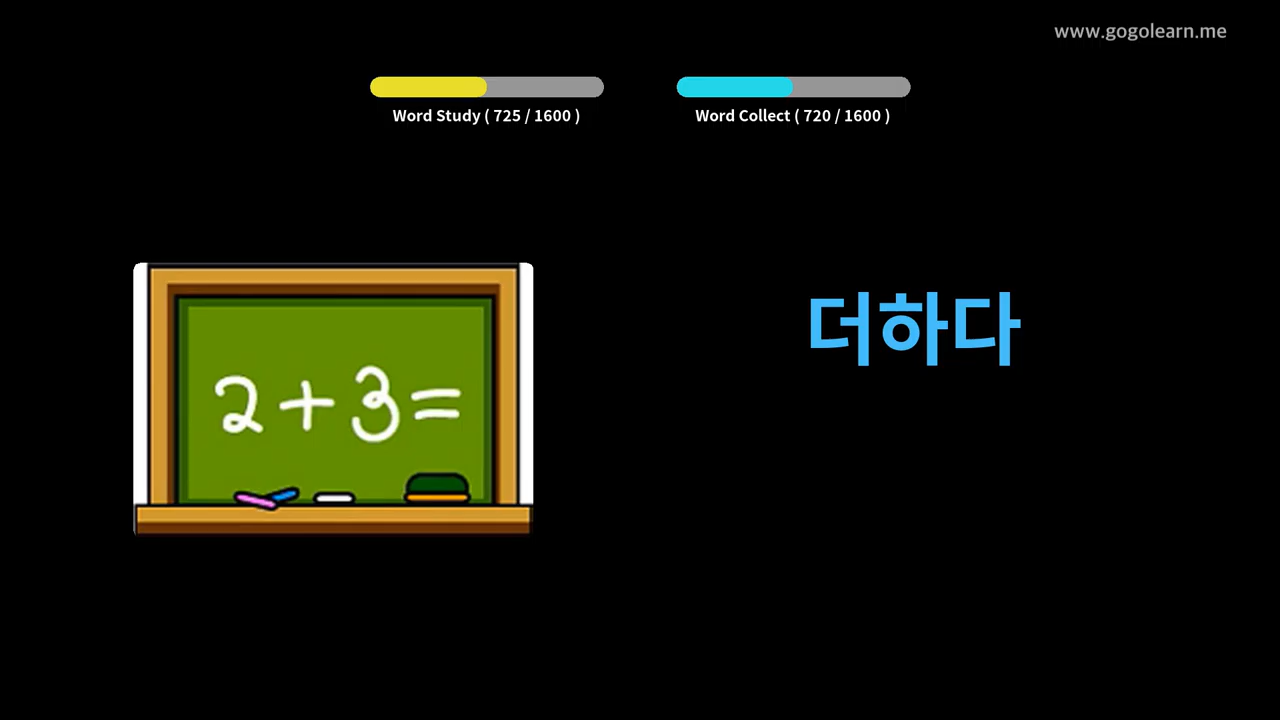 www.gogolearn.me
Word Study ( 725 / 1600 )
Word Collect ( 720 / 1600 )
더하다
2+3=